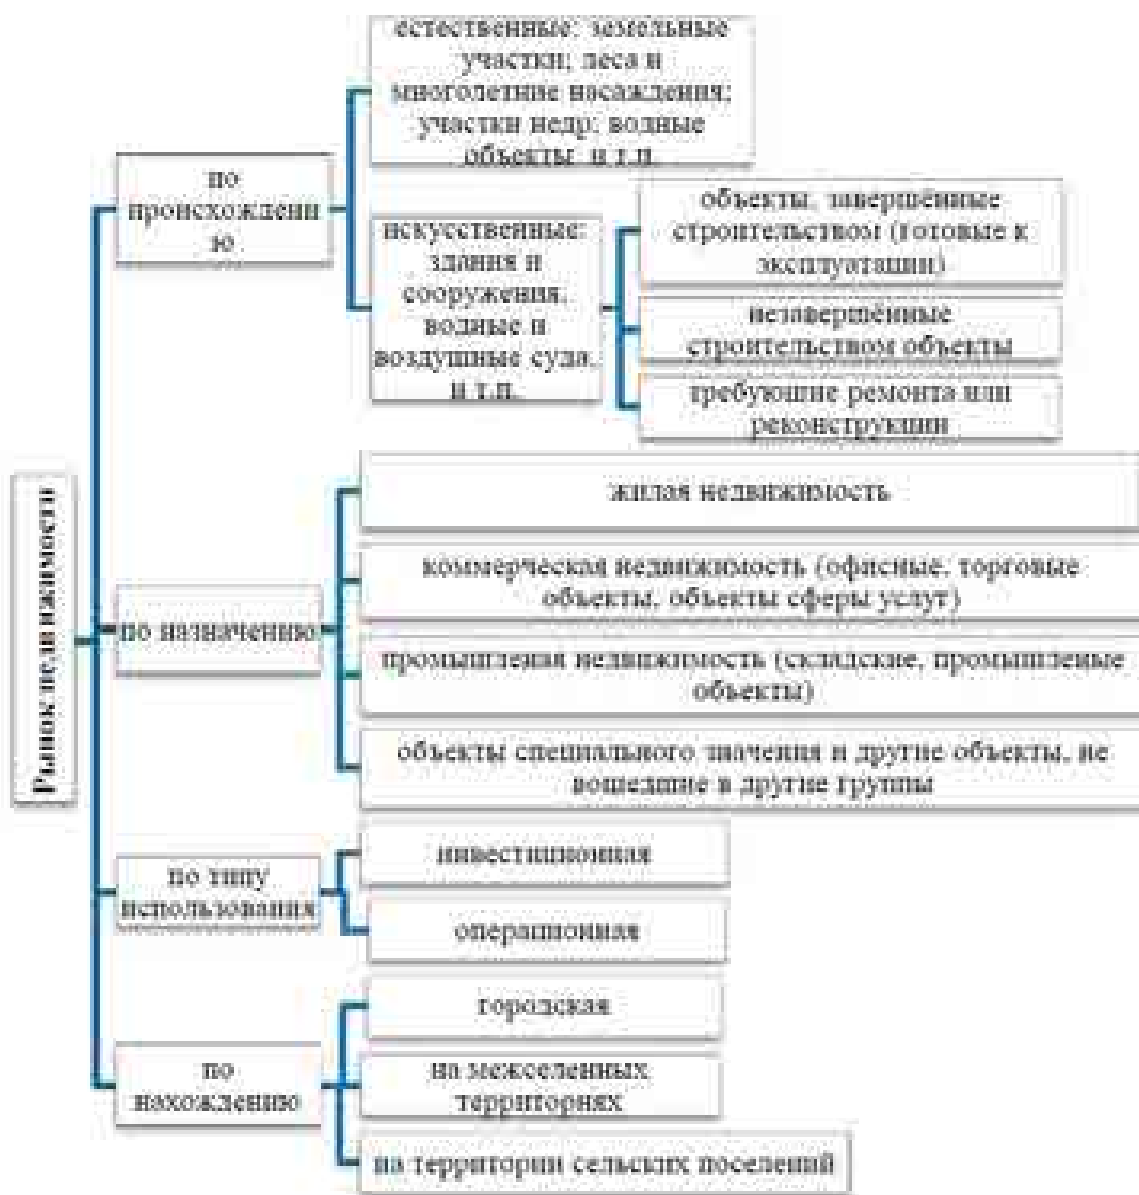 Рынок недвижимости
по
происхождени
ю
естественные: земельные
участки; леса и
многолетние насаждения;
участки недр; водные
объекты и т.п.
искусственные:
здания и
сооружения,
водные и
воздушные суда,
и т.п.
объекты, завершённые
строительством (готовые к
эксплуатации)
незавершённые
строительством объекты
требующие ремонта или
реконструкции
по назначению
жилая недвижимость
коммерческая недвижимость (офисные, торговые
объекты, объекты сферы услуг)
промышленая недвижимость (складские, промышленые
объекты)
объекты специального значения и другие объекты, не
вошедшие в другие группы
по типу
использования
инвестиционная
операционная
по
нахождению
городская
на межселенных
территориях
на территории сельских поселений